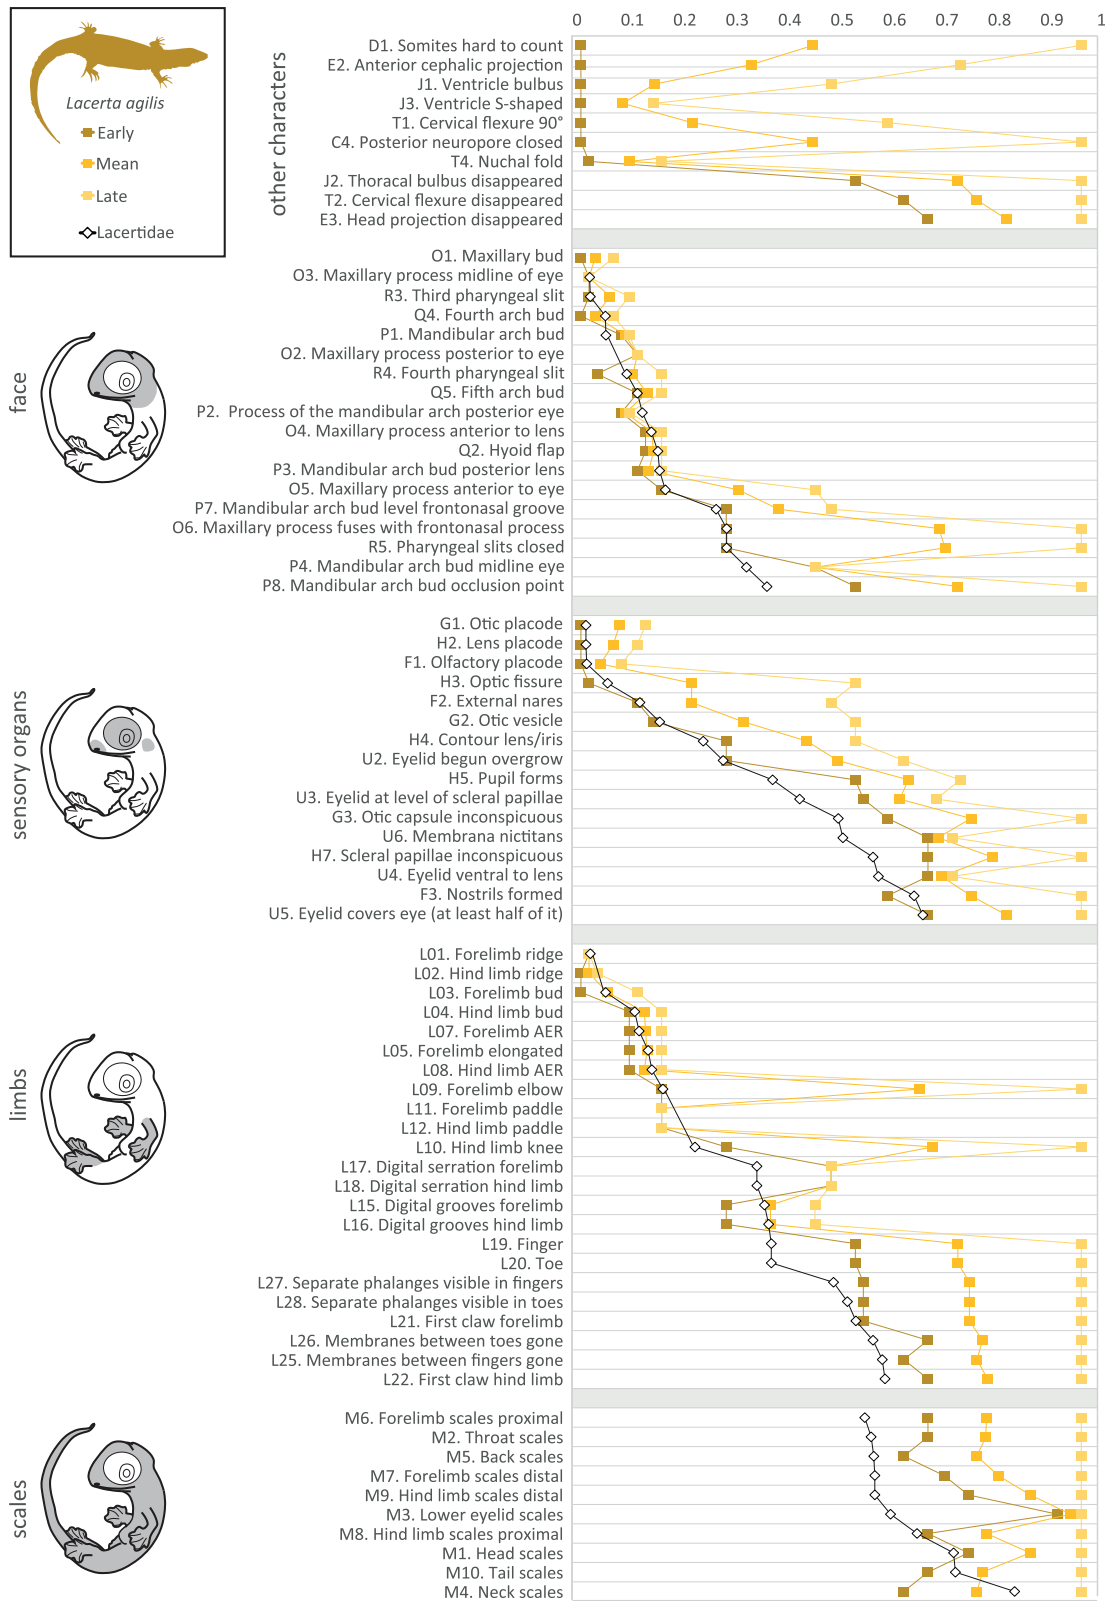 0 0.1 0.2 0.3 0.4 0.5 0.6 0.7 0.8 0.9 1
Lacerta agilis
Early
Mean
Late
Lacertidae
other characters
D1. Somites hard to count
E2. Anterior cephalic projection
J1. Ventricle bulbus
J3. Ventricle S-shaped
T1. Cervical flexure 90°
C4. Posterior neuropore closed
T4. Nuchal fold
J2. Thoracal bulbus disappeared
T2. Cervical flexure disappeared
E3. Head projection disappeared
face
O1. Maxillary bud
O3. Maxillary process midline of eye
R3. Third pharyngeal slit
Q4. Fourth arch bud
P1. Mandibular arch bud
O2. Maxillary process posterior to eye
R4. Fourth pharyngeal slit
Q5. Fifth arch bud
P2. Process of the mandibular arch posterior eye
O4. Maxillary process anterior to lens
Q2. Hyoid flap
P3. Mandibular arch bud posterior lens
O5. Maxillary process anterior to eye
P7. Mandibular arch bud level frontonasal groove
O6. Maxillary process fuses with frontonasal process
R5. Pharyngeal slits closed
P4. Mandibular arch bud midline eye
P8. Mandibular arch bud occlusion point
sensory organs
G1. Otic placode
H2. Lens placode
F1. Olfactory placode
H3. Optic fissure
F2. External nares
G2. Otic vesicle
H4. Contour lens/iris
U2. Eyelid begun overgrow
H5. Pupil forms
U3. Eyelid at level of scleral papillae
G3. Otic capsule inconspicuous
U6. Membrana nictitans
H7. Scleral papillae inconspicuous
U4. Eyelid ventral to lens
F3. Nostrils formed
U5. Eyelid covers eye (at least half of it)
limbs
L01. Forelimb ridge
L02. Hind limb ridge
L03. Forelimb bud
L04. Hind limb bud
L07. Forelimb AER
L05. Forelimb elongated
L08. Hind limb AER
L09. Forelimb elbow
L11. Forelimb paddle
L12. Hind limb paddle
L10. Hind limb knee
L17. Digital serration forelimb
L18. Digital serration hind limb
L15. Digital grooves forelimb
L16. Digital grooves hind limb
L19. Finger
L20. Toe
L27. Separate phalanges visible in fingers
L28. Separate phalanges visible in toes
L21. First claw forelimb
L26. Membranes between toes gone
L25. Membranes between fingers gone
L22. First claw hind limb
scales
M6. Forelimb scales proximal
M2. Throat scales
M5. Back scales
M7. Forelimb scales distal
M9. Hind limb scales distal
M3. Lower eyelid scales
M8. Hind limb scales proximal
M1. Head scales
M10. Tail scales
M4. Neck scales